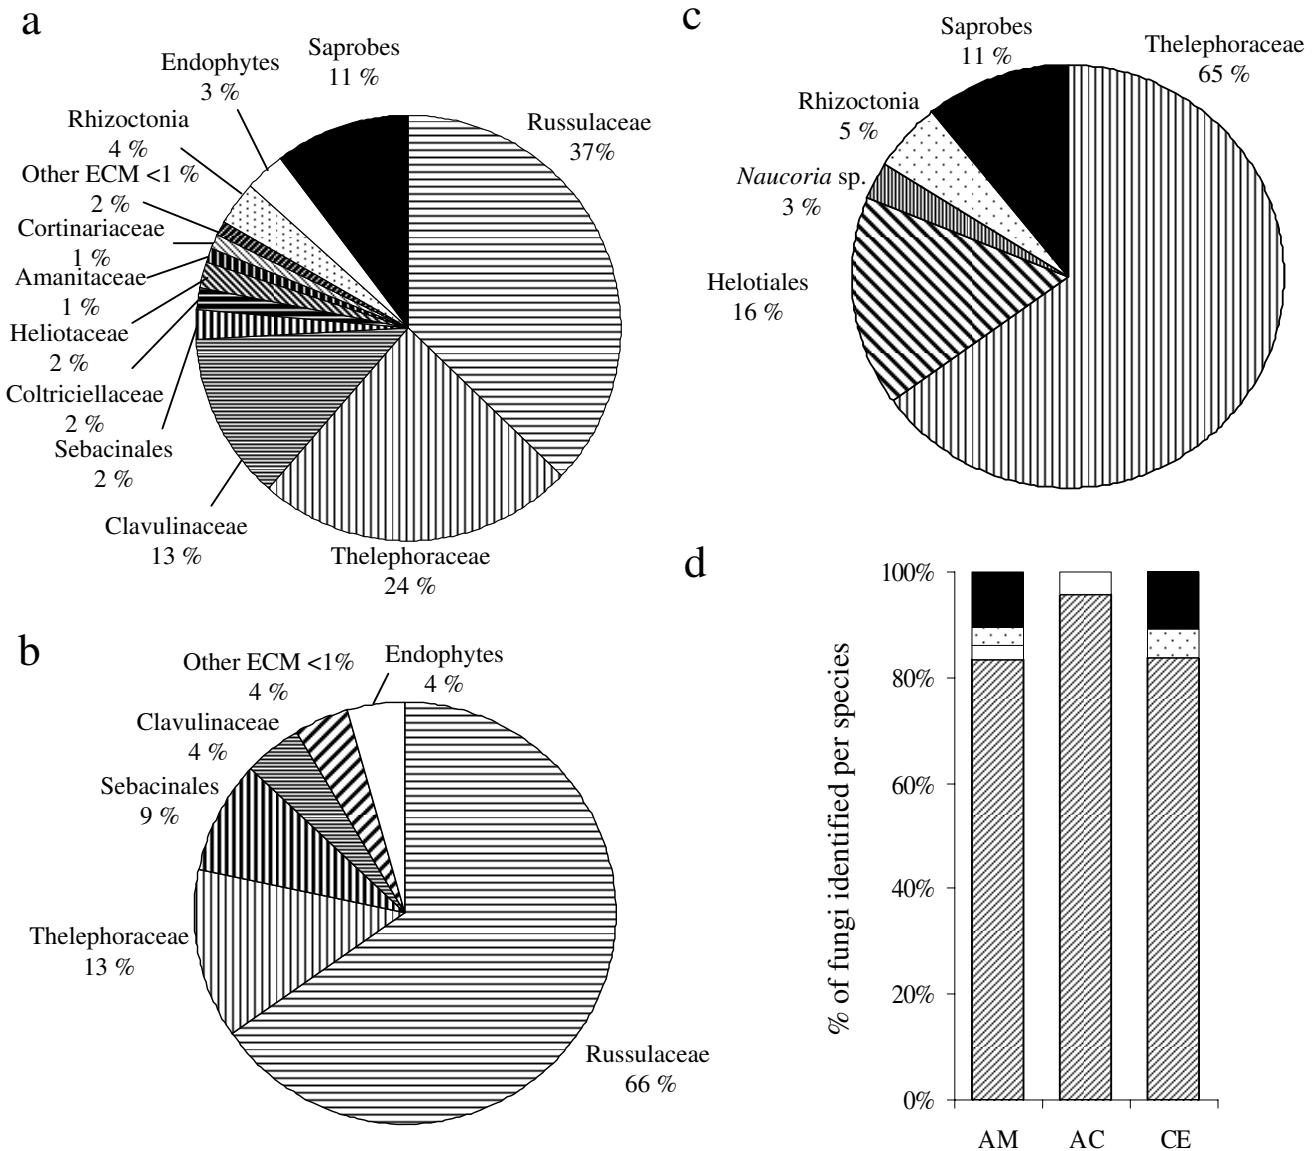 a
Saprobes
11 %
Endophytes
3 %
Rhizoctonia
4 %
Other ECM <1 %
2 %
Cortinariaceae
1 %
Amanitaceae
1 %
Heliotaceae
2 %
Coltriciellaceae
2 %
Sebacinales
2 %
Clavulinaceae
13 %
Thelephoraceae
24 %
Russulaceae
37%
b
Other ECM <1%
4 %
Endophytes
4 %
Clavulinaceae
4 %
Sebacinales
9 %
Thelephoraceae
13 %
Russulaceae
66 %
c
Saprobes
11 %
Thelephoraceae
65 %
Rhizoctonia
5 %
Naucoria sp.
3 %
Helotiales
16 %
d
% of fungi identified per species
100%
80%
60%
40%
20%
0%
AM AC CE